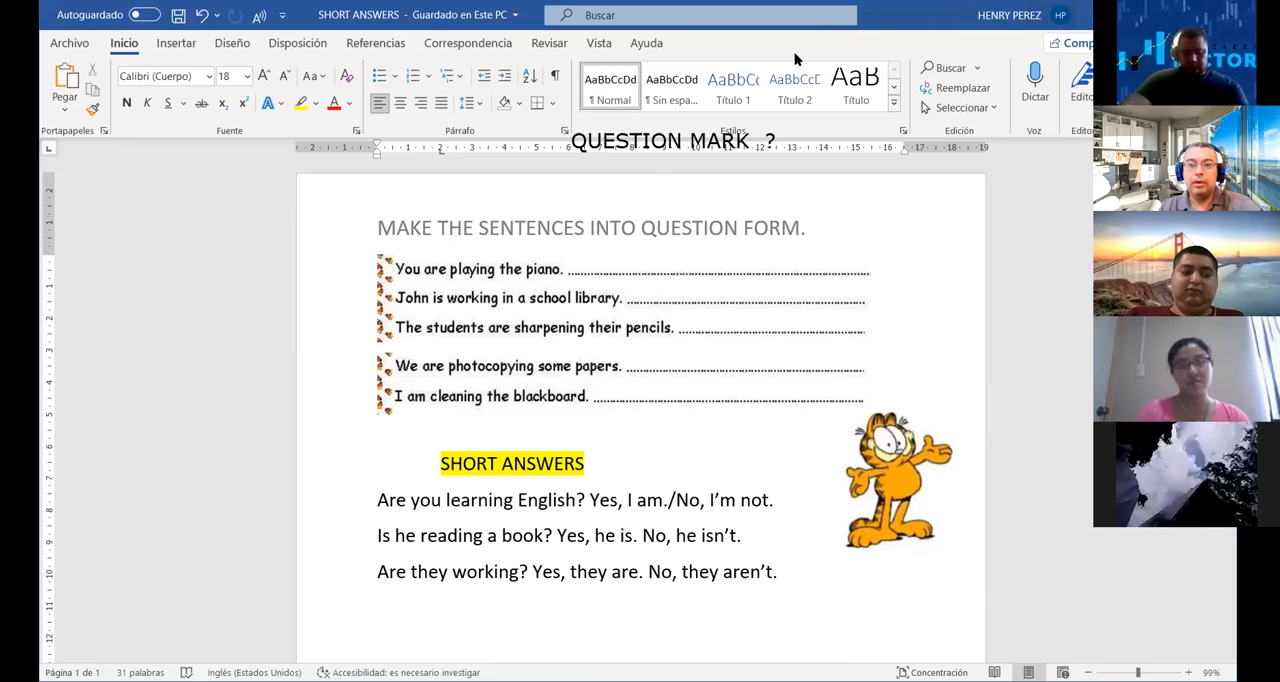 Autoguardado
SHORT ANSWERS - Guardado en Este PC
Buscar
HENRY PEREZ HP
Archivo Inicio Insertar Diseño Disposición Referencias Correspondencia Revisar Vista Ayuda
Pegar
Calibri (Cuerpo) 18
N K S ab
AaBbCcDd AaBbCcDd AaBbCc AaBbCcD AaB
¶ Normal ¶ Sin espa... Título 1 Título 2 Título
Buscar
Reemplazar
Seleccionar
Dictar
Portapapeles Fuente Párrafo Estilos Edición Voz
QUESTION MARK ?
MAKE THE SENTENCES INTO QUESTION FORM.
You are playing the piano.
John is working in a school library.
The students are sharpening their pencils.
We are photocopying some papers.
I am cleaning the blackboard.
SHORT ANSWERS
Are you learning English? Yes, I am./No, I’m not.
Is he reading a book? Yes, he is. No, he isn’t.
Are they working? Yes, they are. No, they aren’t.
Página 1 de 1 31 palabras Inglés (Estados Unidos) Accesibilidad: es necesario investigar Concentración 99%